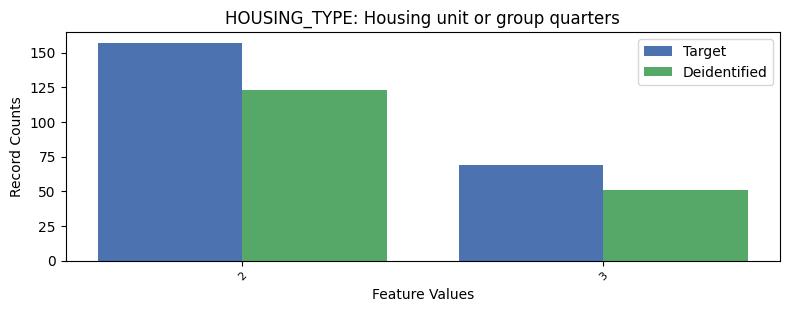 HOUSING_TYPE: Housing unit or group quarters
Record Counts
150
125
100
75
50
25
0
Target
Deidentified
2
3
Feature Values